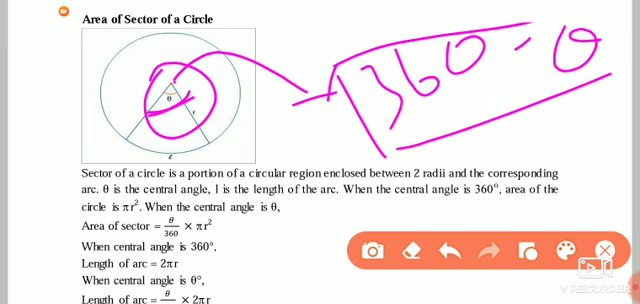 Area of Sector of a Circle
360 - θ
θ
r
l
Sector of a circle is a portion of a circular region enclosed between 2 radii and the corresponding
arc. θ is the central angle, l is the length of the arc. When the central angle is 360°, area of the
circle is πr². When the central angle is θ,
Area of sector = θ/360 × πr²
When central angle is 360°,
Length of arc = 2πr
When central angle is θ°,
Length of arc = θ × 2πr
V RECORDER